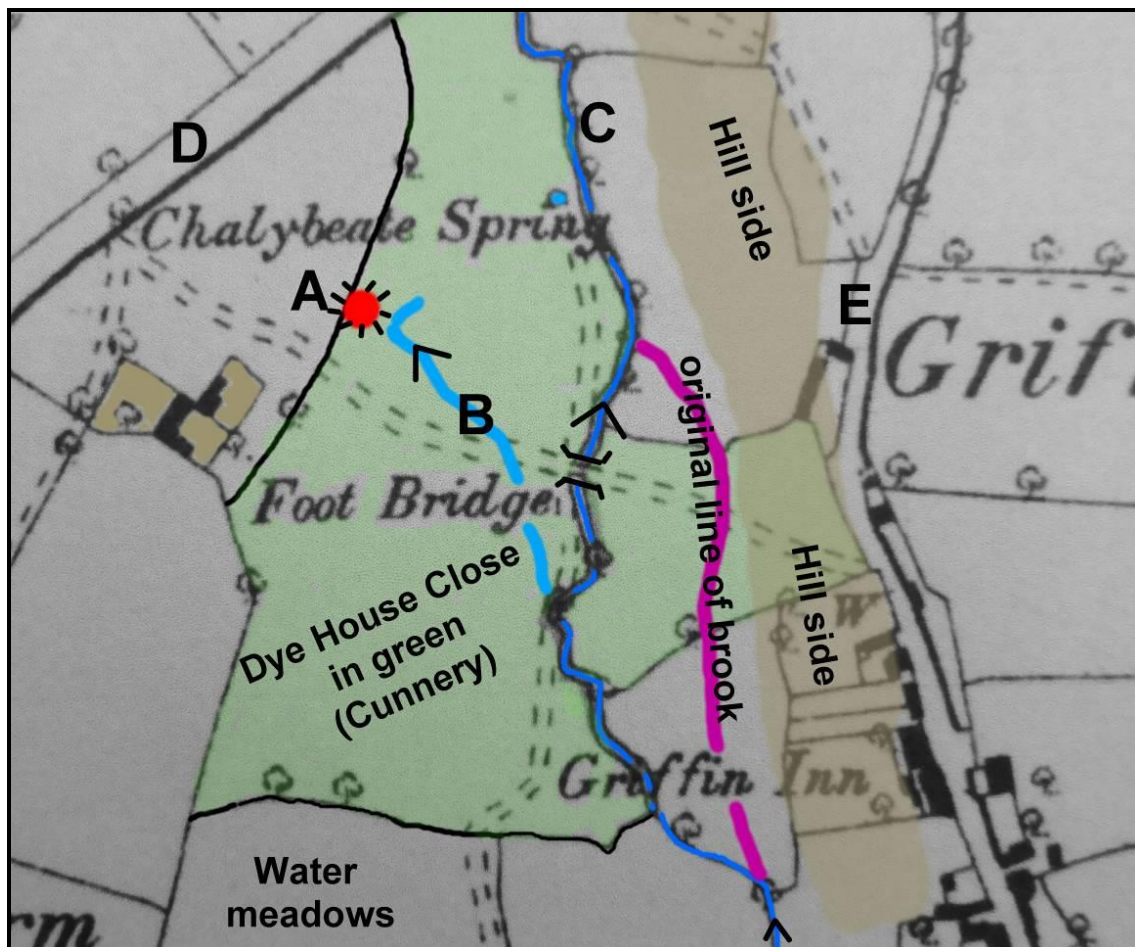 C
D
Hill side
Chalybeate Spring
A
E
Grif
original line of brook
B
Foot Bridge
Hill side
Dye House Close
in green
(Cunnery)
W
Griffin Inn
Water
meadows
rm